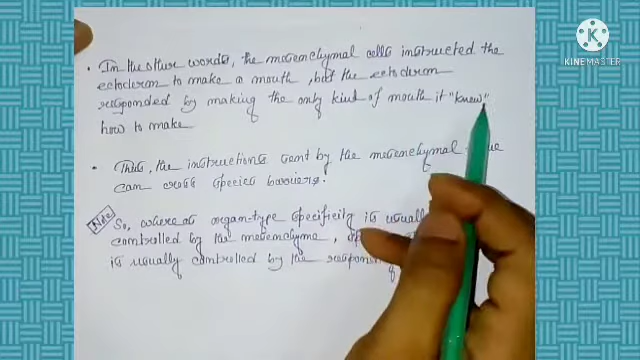 In the other words, the mesenchymal cells instructed the
ectoderm to make a mouth, but the ectoderm
responded by making the only kind of mouth it "knew"
how to make
Thus, the instructions sent by the mesenchymal
can cross species barriers.
Note
So, where as organ-type specificity is usually
controlled by the mesenchyme,
is usually controlled by the
KINEMASTER